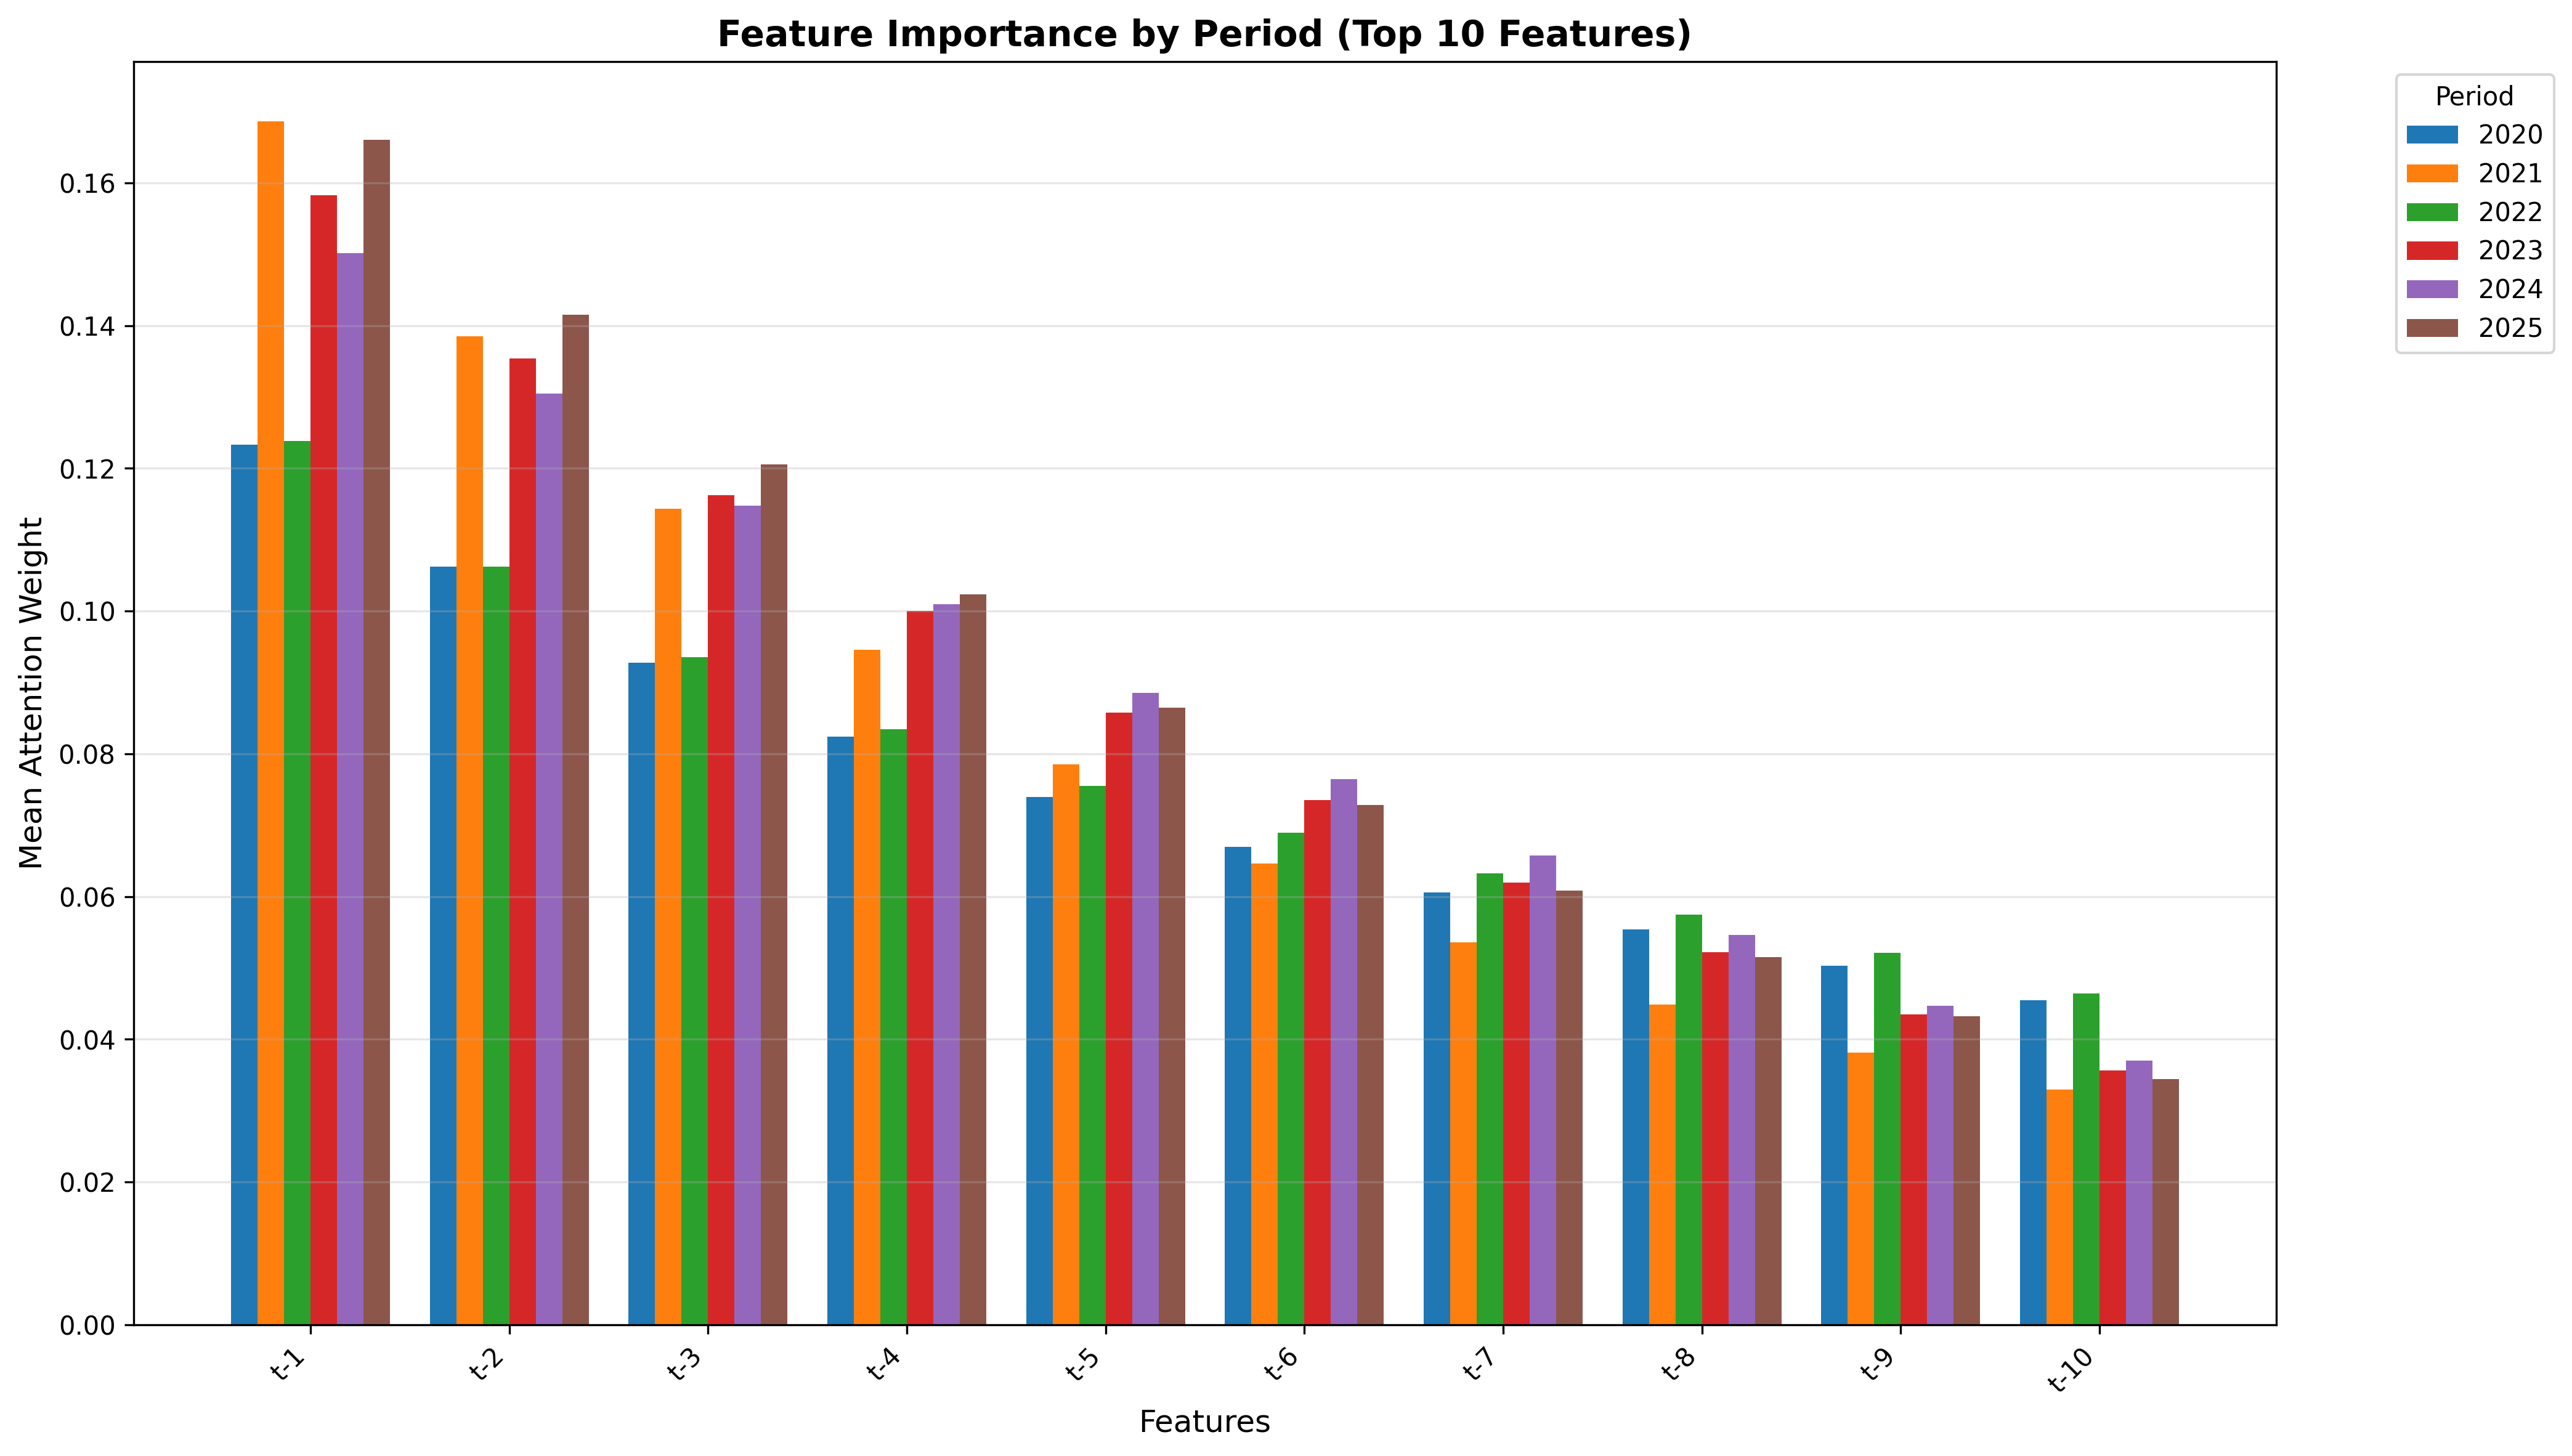 Feature Importance by Period (Top 10 Features)
Period
2020
2021
2022
2023
2024
2025
Mean Attention Weight
0.16
0.14
0.12
0.10
0.08
0.06
0.04
0.02
0.00
t-1
t-2
t-3
t-4
t-5
t-6
t-7
t-8
t-9
t-10
Features